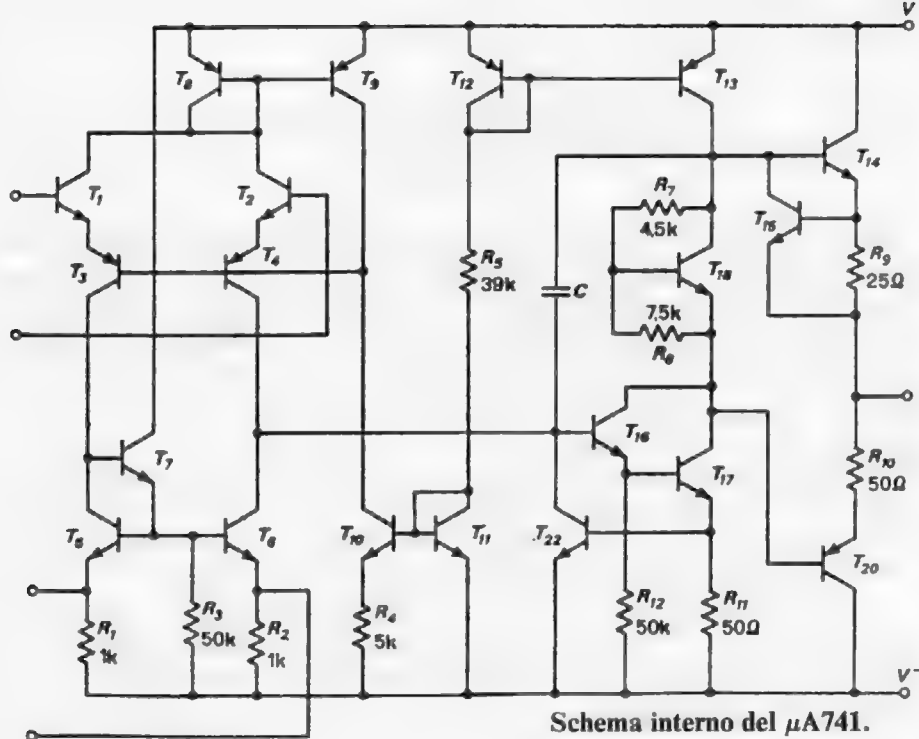 V
T8
T9
T12
T13
T14
T1
T2
R7
4,5k
T15
T3
T4
R5
39k
T18
R9
25Ω
C
7,5k
R8
T7
T16
T17
R10
50Ω
T5
T6
T10
T11
T22
T20
R1
1k
R3
50k
R2
1k
R4
5k
R12
50k
R11
50Ω
V-
Schema interno del μA741.